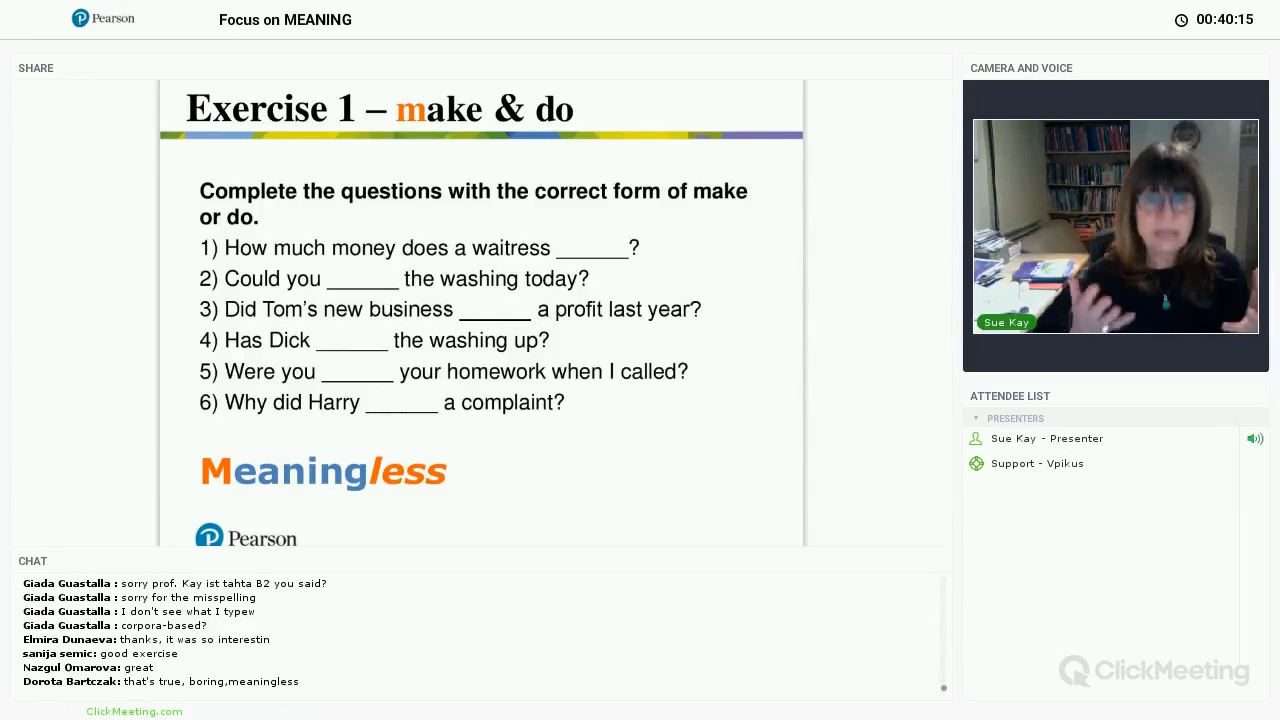 Pearson
Focus on MEANING
00:40:15
SHARE
Exercise 1 – make & do
Complete the questions with the correct form of make
or do.
1) How much money does a waitress _______?
2) Could you _______ the washing today?
3) Did Tom's new business _______ a profit last year?
4) Has Dick _______ the washing up?
5) Were you _______ your homework when I called?
6) Why did Harry _______ a complaint?
Meaningless
Pearson
CAMERA AND VOICE
Sue Kay
ATTENDEE LIST
PRESENTERS
Sue Kay - Presenter
Support - Vpikus
CHAT
Giada Guastalla : sorry prof. Kay ist tahta B2 you said?
Giada Guastalla : sorry for the misspelling
Giada Guastalla : I don't see what I typew
Giada Guastalla : corpora-based?
Elmira Dunaeva: thanks, it was so interestin
sanija semic: good exercise
Nazgul Omarova: great
Dorota Bartczak: that's true, boring,meaningless
ClickMeeting
ClickMeeting.com